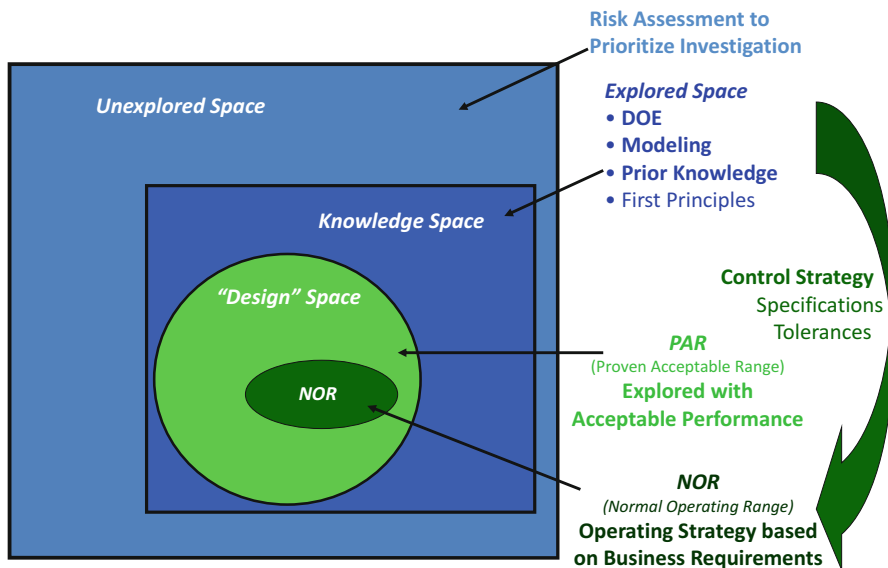 Risk Assessment to
Prioritize Investigation
Unexplored Space
Explored Space
• DOE
• Modeling
• Prior Knowledge
• First Principles
Knowledge Space
"Design" Space
NOR
Control Strategy
Specifications
Tolerances
PAR
(Proven Acceptable Range)
Explored with
Acceptable Performance
NOR
(Normal Operating Range)
Operating Strategy based
on Business Requirements